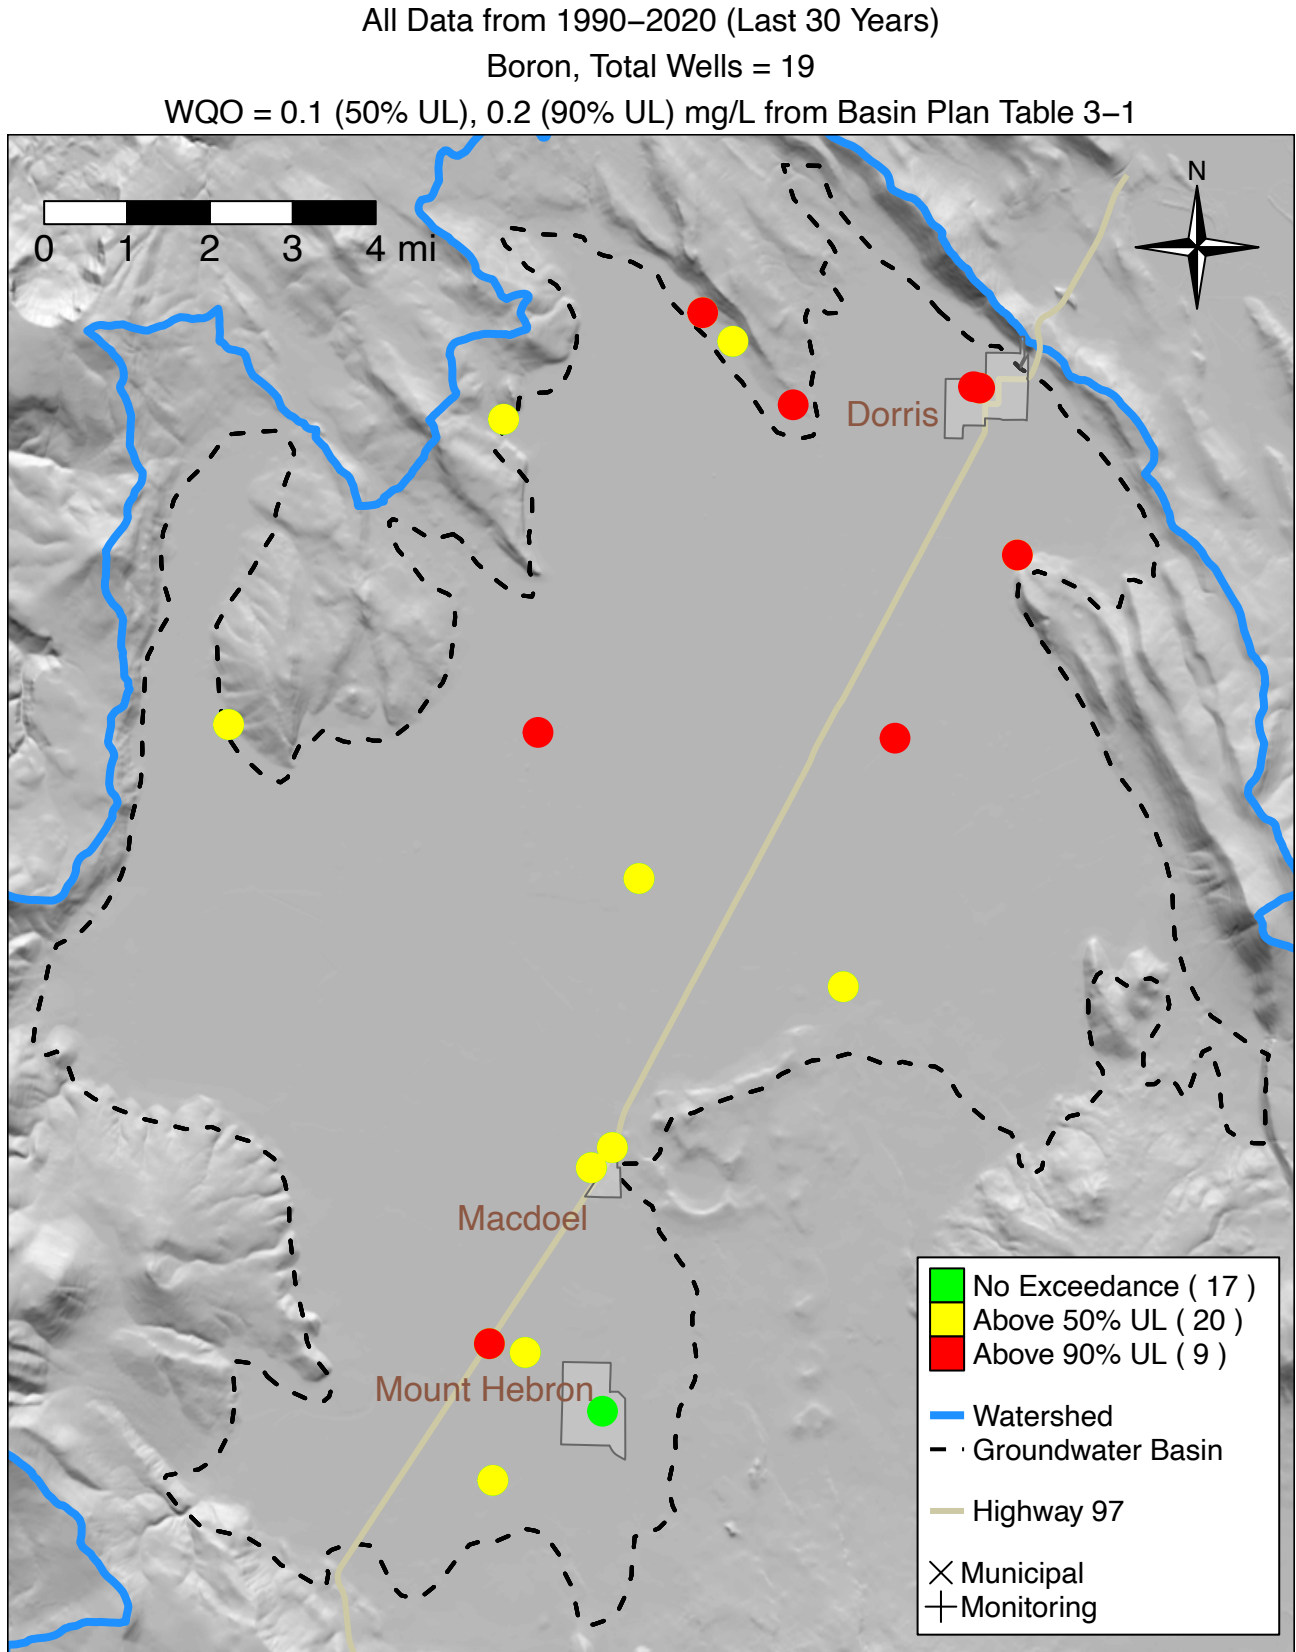 All Data from 1990−2020 (Last 30 Years)
Boron, Total Wells = 19
WQO = 0.1 (50% UL), 0.2 (90% UL) mg/L from Basin Plan Table 3−1
N
0 1 2 3 4 mi
Dorris
Macdoel
Mount Hebron
No Exceedance ( 17 )
Above 50% UL ( 20 )
Above 90% UL ( 9 )
Watershed
Groundwater Basin
Highway 97
Municipal
Monitoring